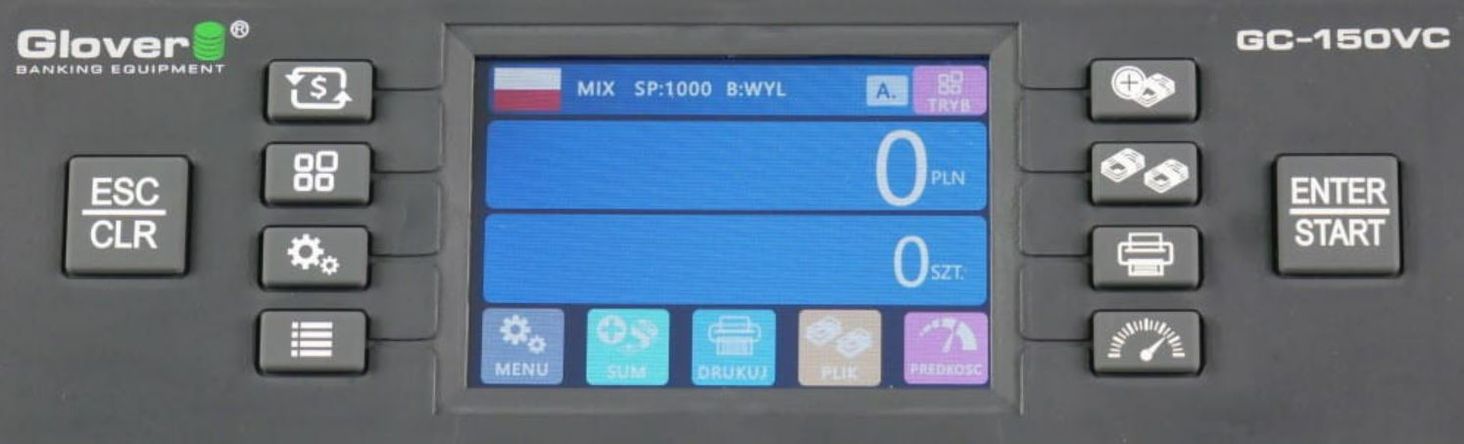 Glover®
BANKING EQUIPMENT
GC-150VC
ESC
CLR
$
MIX SP:1000 B:WYL A.
TRYB
0 PLN
0 SZT.
MENU SUM DRUKUJ PLIK PREDKOSC
ENTER
START